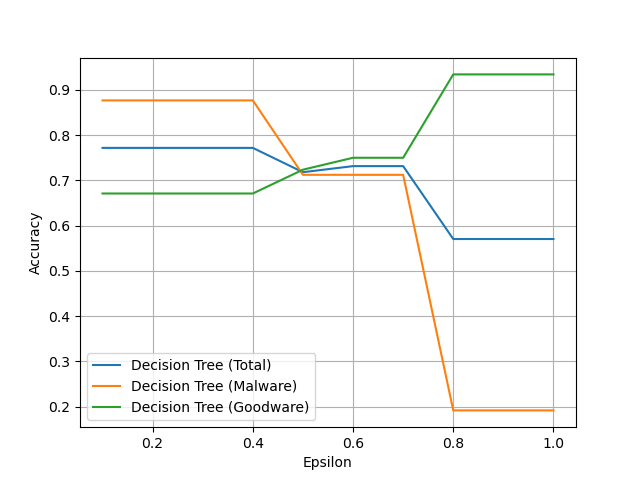 Accuracy
0.9
0.8
0.7
0.6
0.5
0.4
0.3
0.2
Decision Tree (Total)
Decision Tree (Malware)
Decision Tree (Goodware)
0.2 0.4 0.6 0.8 1.0
Epsilon